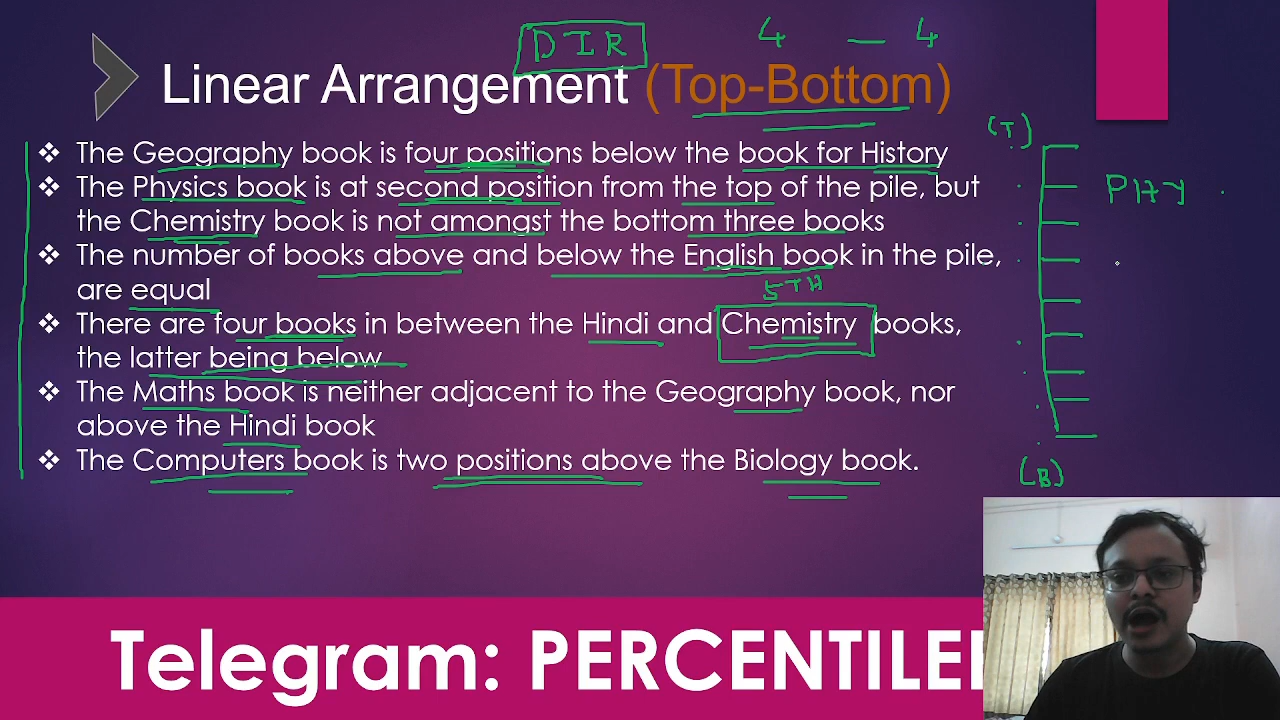 DIR 4 _ 4
Linear Arrangement (Top-Bottom)
(T)
❖ The Geography book is four positions below the book for History
❖ The Physics book is at second position from the top of the pile, but
PHY
the Chemistry book is not amongst the bottom three books
❖ The number of books above and below the English book in the pile,
are equal
5TH
❖ There are four books in between the Hindi and Chemistry books,
the latter being below
❖ The Maths book is neither adjacent to the Geography book, nor
above the Hindi book
❖ The Computers book is two positions above the Biology book.
(B)
Telegram: PERCENTILE